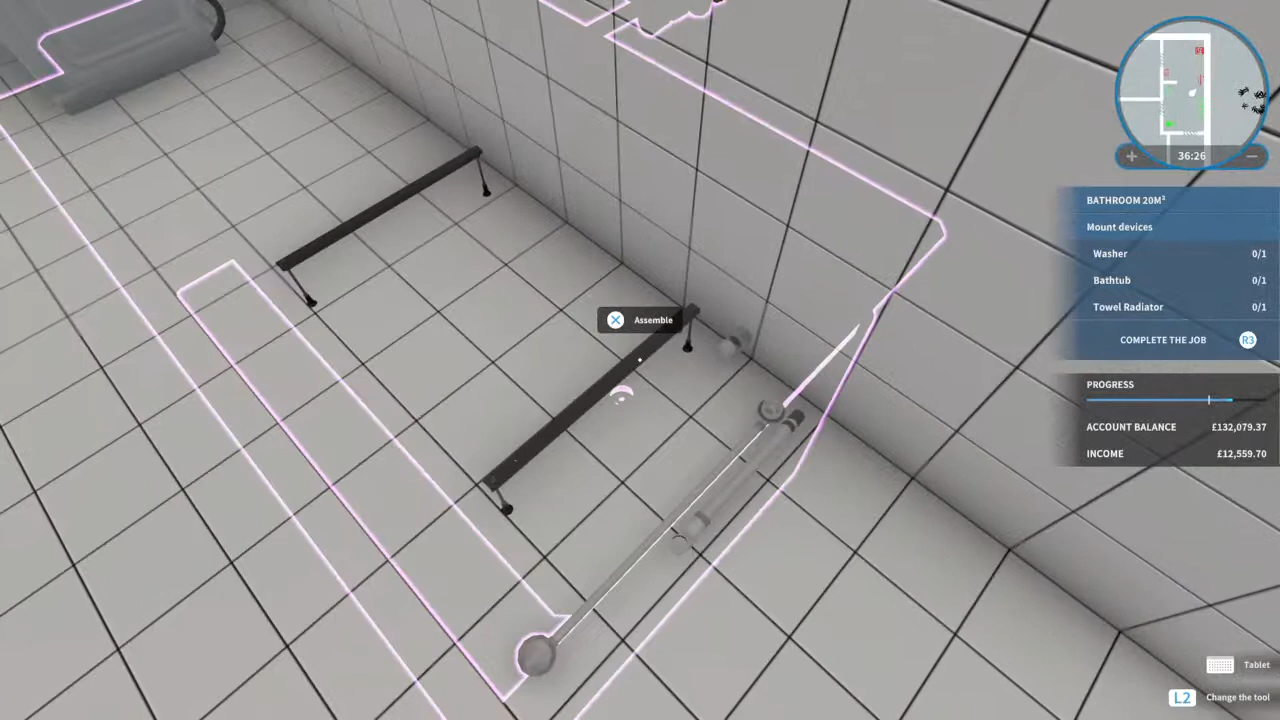 36:26
BATHROOM 20M²
Mount devices
Washer 0/1
Bathtub 0/1
Towel Radiator 0/1
COMPLETE THE JOB R3
Assemble
PROGRESS
ACCOUNT BALANCE £132,079.37
INCOME £12,559.70
Tablet
L2 Change the tool